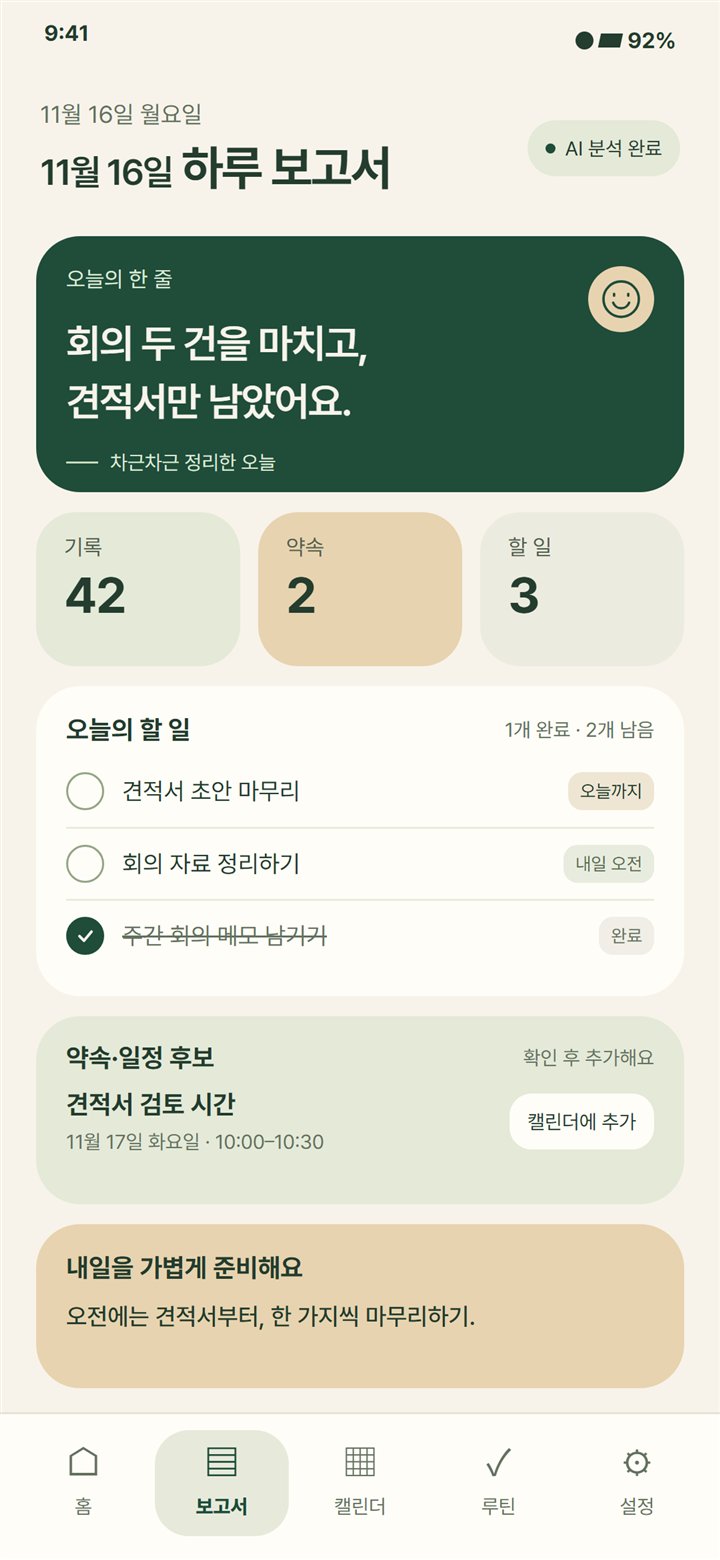 9:41
92%
11월 16일 월요일
11월 16일 하루 보고서
AI 분석 완료
오늘의 한 줄
회의 두 건을 마치고,
견적서만 남았어요.
차근차근 정리한 오늘
기록
42
약속
2
할 일
3
오늘의 할 일
1개 완료 · 2개 남음
견적서 초안 마무리
오늘까지
회의 자료 정리하기
내일 오전
주간 회의 메모 남기기
완료
약속·일정 후보
확인 후 추가해요
견적서 검토 시간
11월 17일 화요일 · 10:00–10:30
캘린더에 추가
내일을 가볍게 준비해요
오전에는 견적서부터, 한 가지씩 마무리하기.
홈
보고서
캘린더
루틴
설정